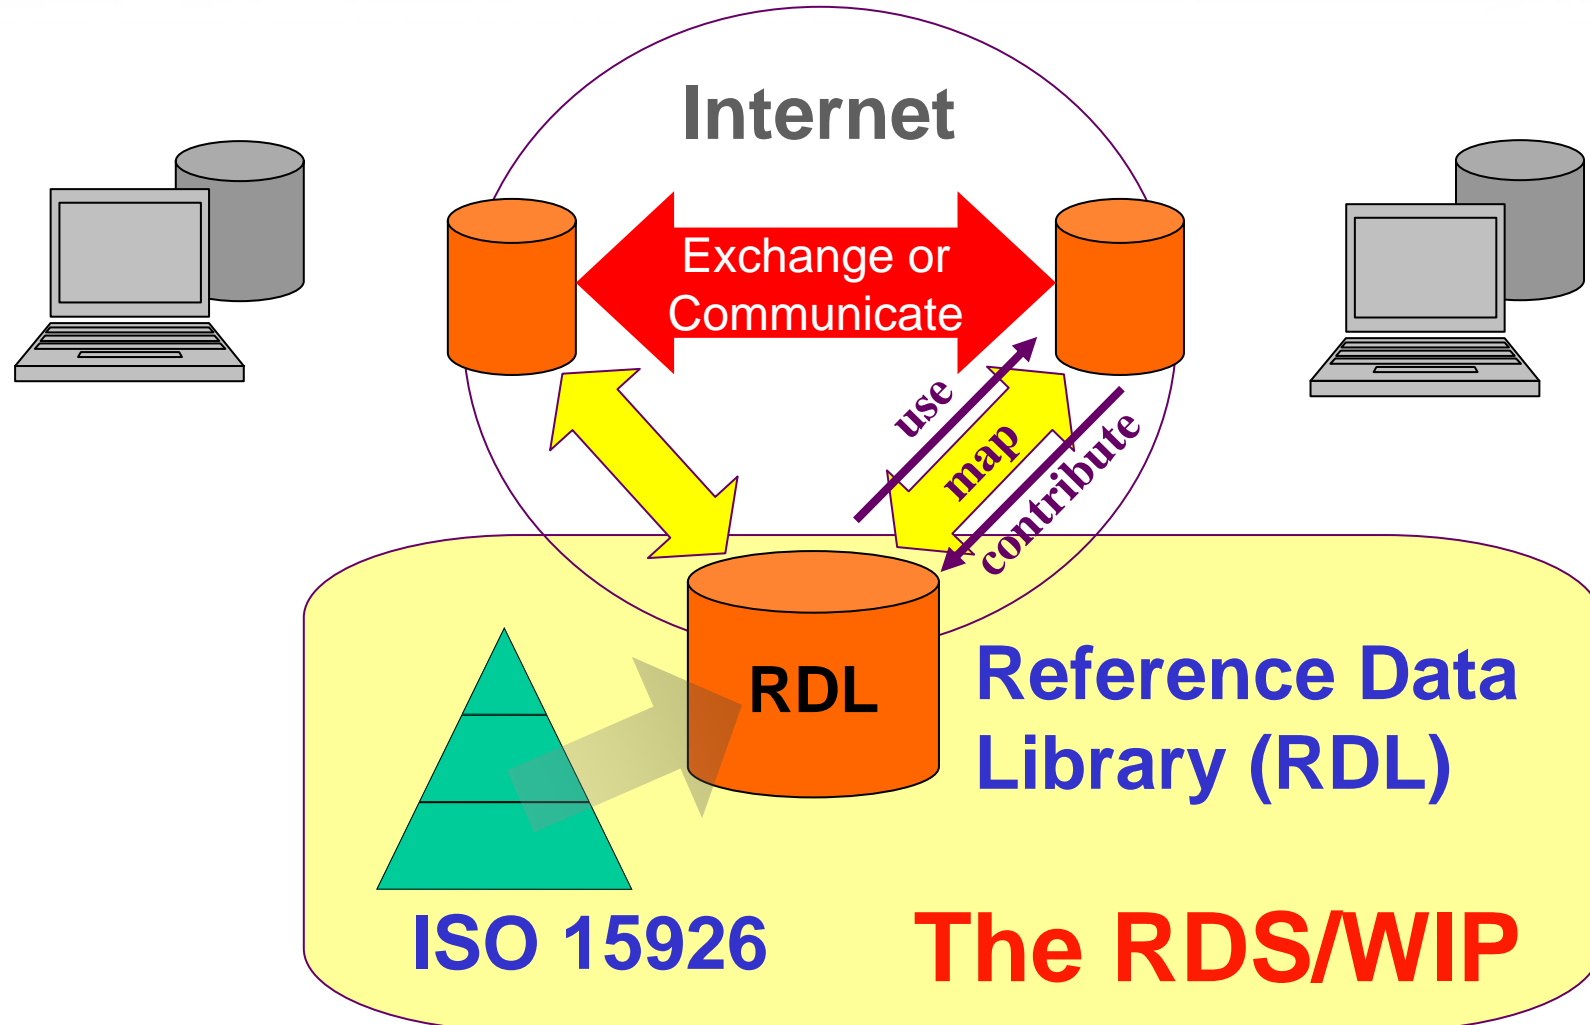 Internet
Exchange or
Communicate
use
map
contribute
RDL
Reference Data
Library (RDL)
ISO 15926
The RDS/WIP